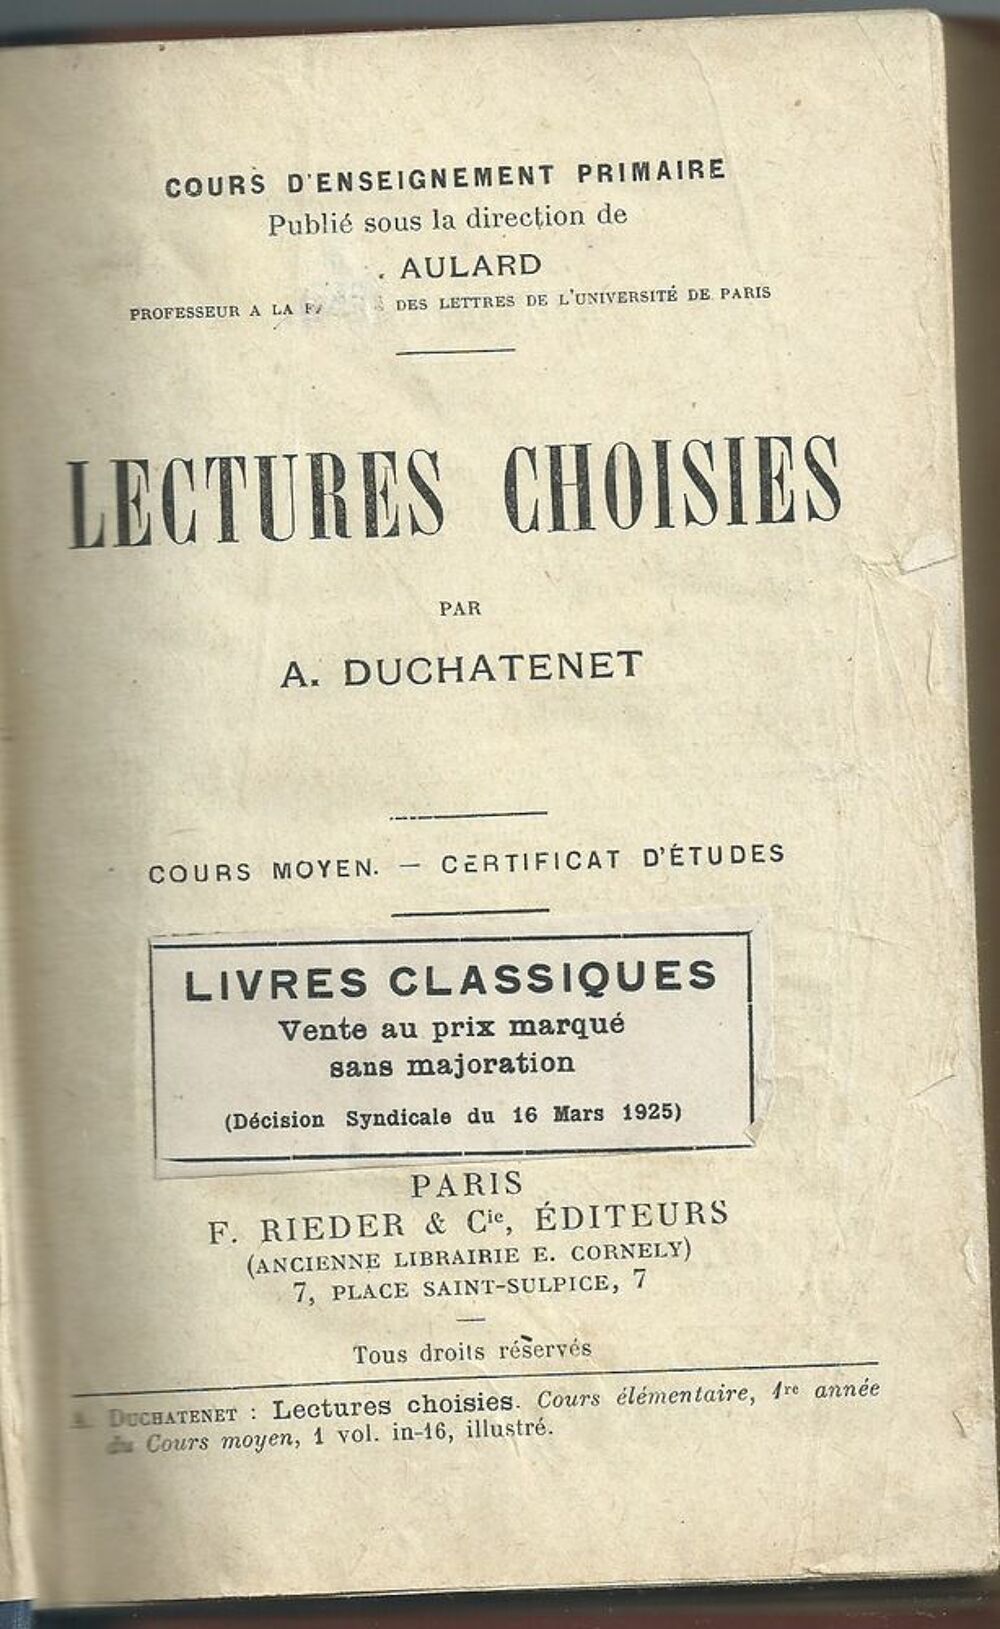 COURS D'ENSEIGNEMENT PRIMAIRE
Publié sous la direction de
. AULARD
PROFESSEUR A LA DES LETTRES DE L'UNIVERSITÉ DE PARIS
LECTURES CHOISIES
PAR
A. DUCHATENET
COURS MOYEN. — CERTIFICAT D'ÉTUDES
LIVRES CLASSIQUES
Vente au prix marqué
sans majoration
(Décision Syndicale du 16 Mars 1925)
PARIS
F. RIEDER & Cie, ÉDITEURS
(ANCIENNE LIBRAIRIE E. CORNELY)
7, PLACE SAINT-SULPICE, 7
Tous droits réservés
A. DUCHATENET : Lectures choisies. Cours élémentaire, 1re année
du Cours moyen, 1 vol. in-16, illustré.